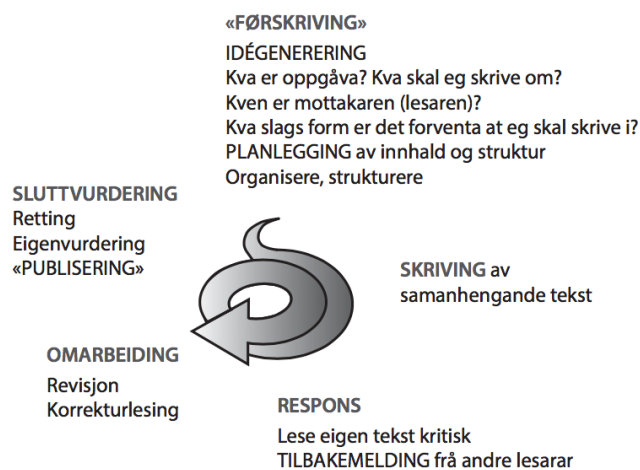 «FØRSKRIVING»
IDÉGENERERING
Kva er oppgåva? Kva skal eg skrive om?
Kven er mottakaren (lesaren)?
Kva slags form er det forventa at eg skal skrive i?
PLANLEGGING av innhald og struktur
Organisere, strukturere
SKRIVING av
samanhengande tekst
RESPONS
Lese eigen tekst kritisk
TILBAKEMELDING frå andre lesarar
OMARBEIDING
Revisjon
Korrekturlesing
SLUTTVURDERING
Retting
Eigenvurdering
«PUBLISERING»